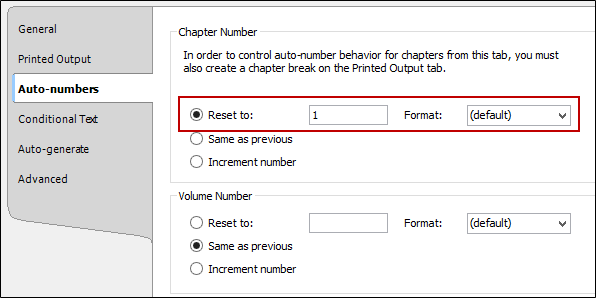 General
Printed Output
Auto-numbers
Conditional Text
Auto-generate
Advanced
Chapter Number
In order to control auto-number behavior for chapters from this tab, you must
also create a chapter break on the Printed Output tab.
Reset to: 1 Format: (default)
Same as previous
Increment number
Volume Number
Reset to: Format: (default)
Same as previous
Increment number